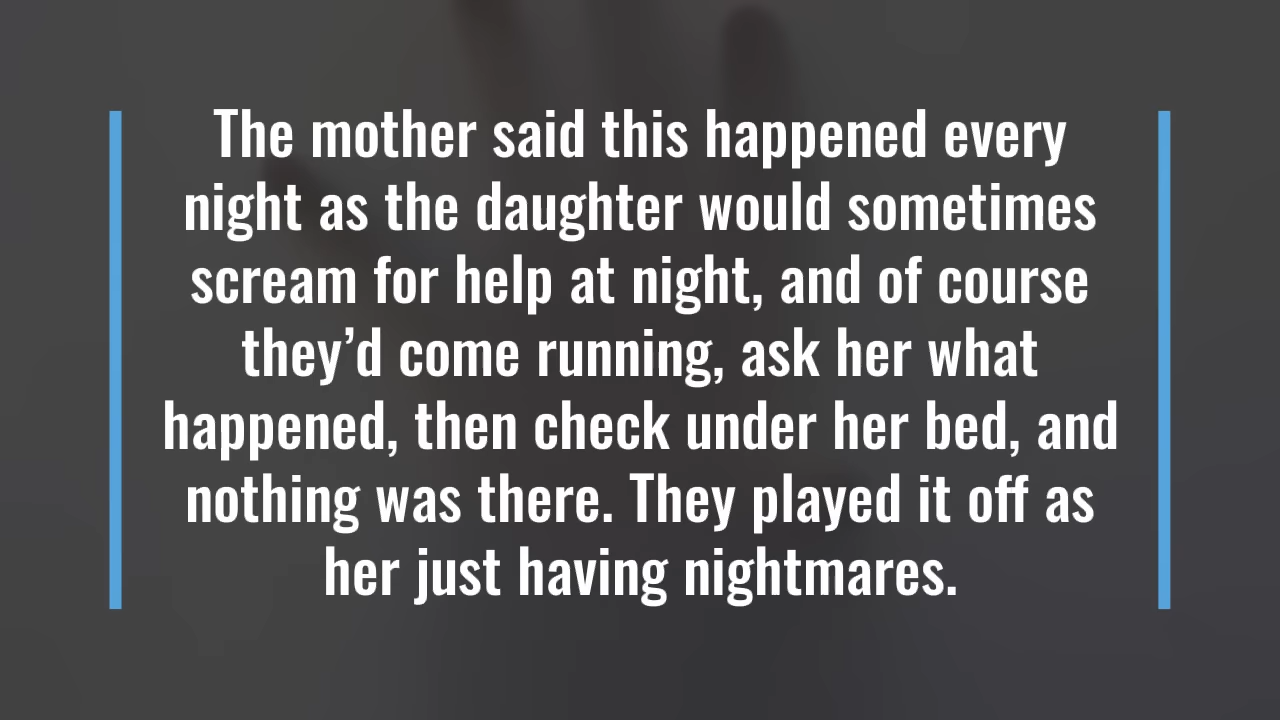 The mother said this happened every
night as the daughter would sometimes
scream for help at night, and of course
they’d come running, ask her what
happened, then check under her bed, and
nothing was there. They played it off as
her just having nightmares.